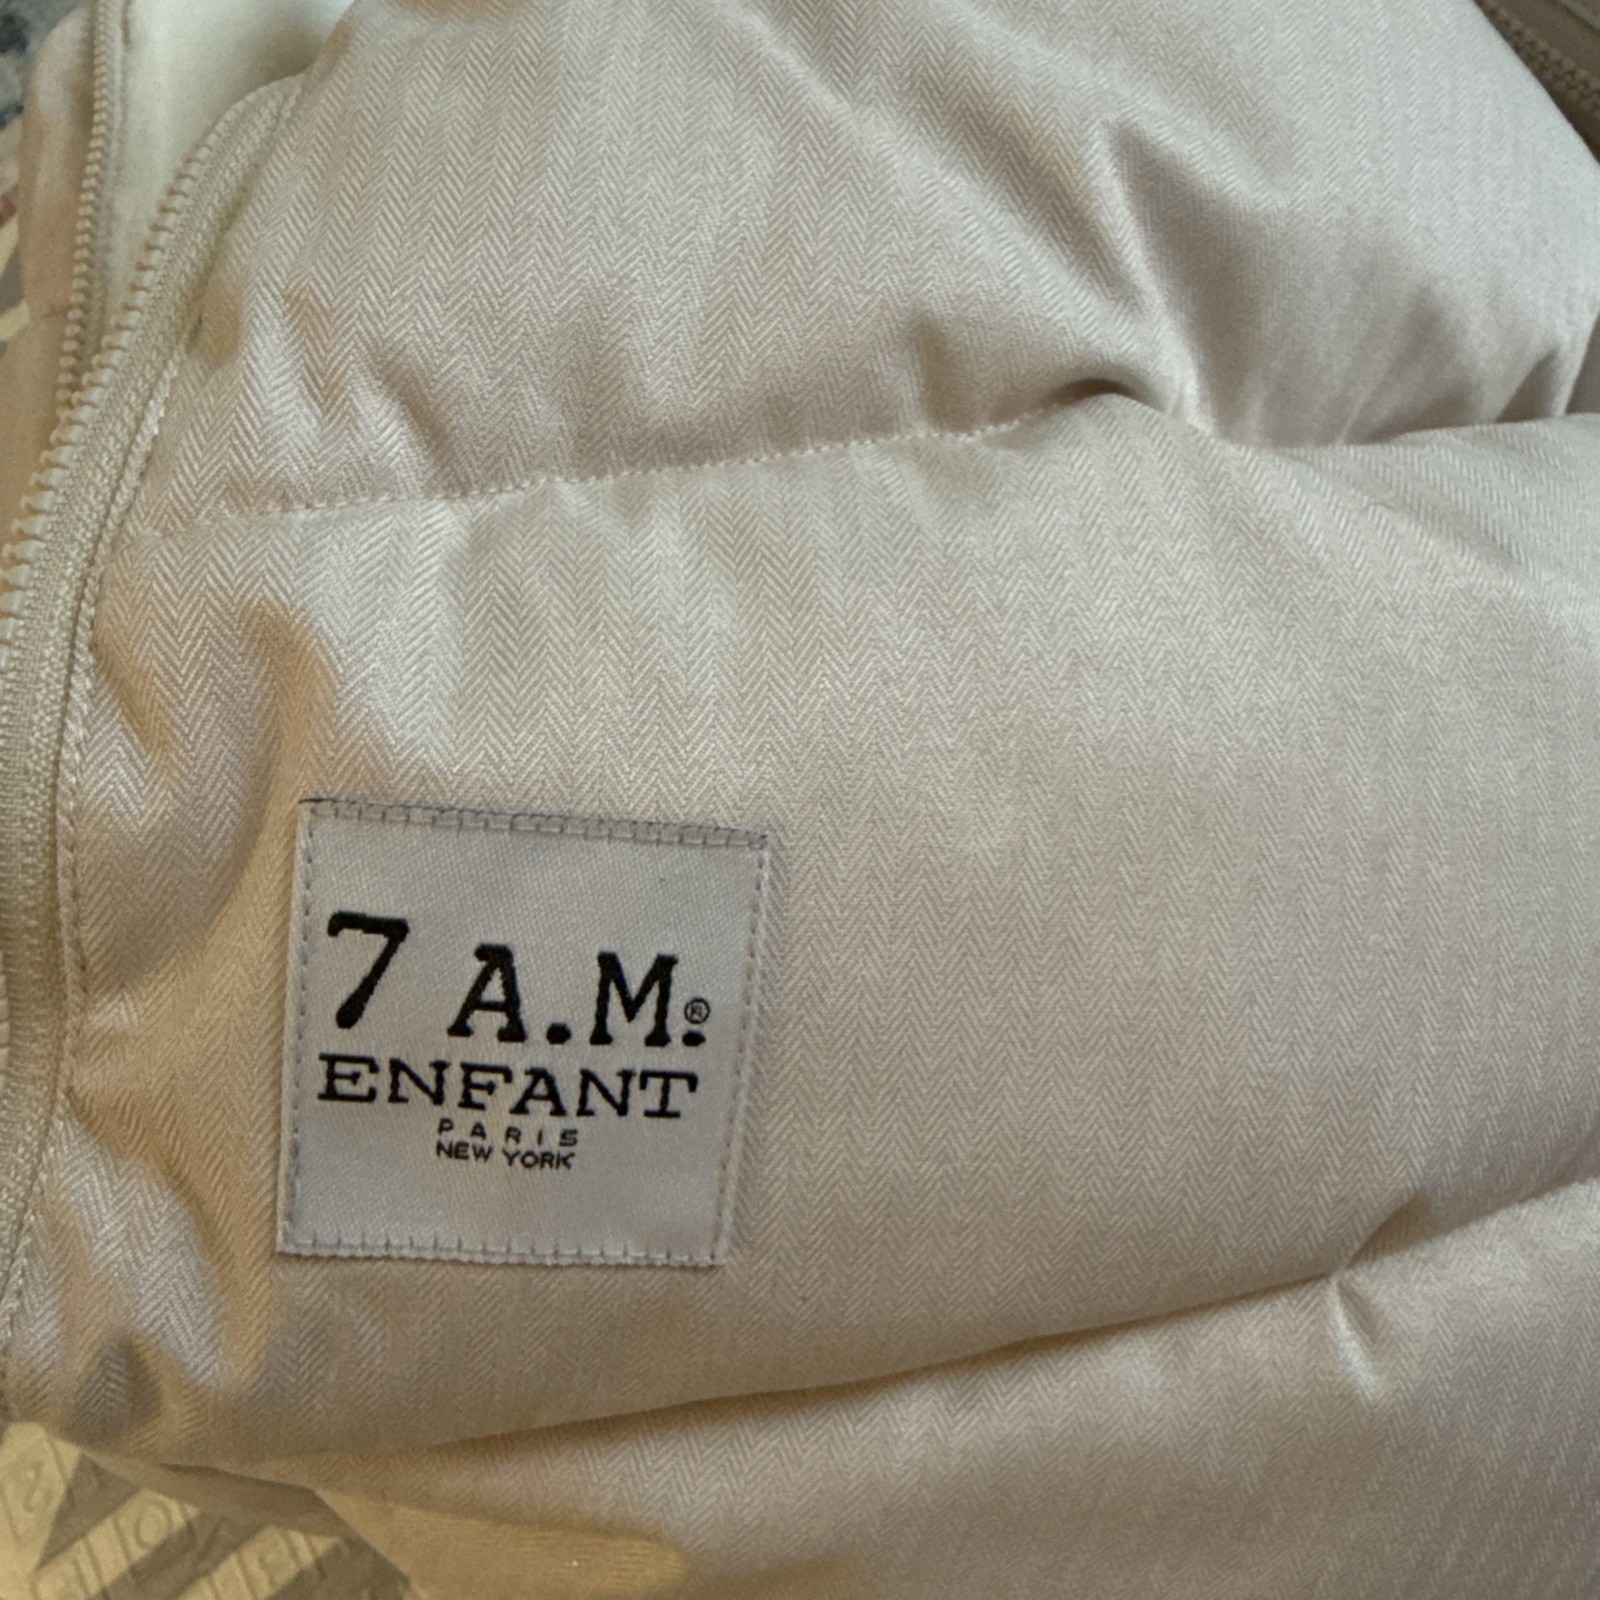 7 A.M.®
ENFANT
PARIS
NEW YORK